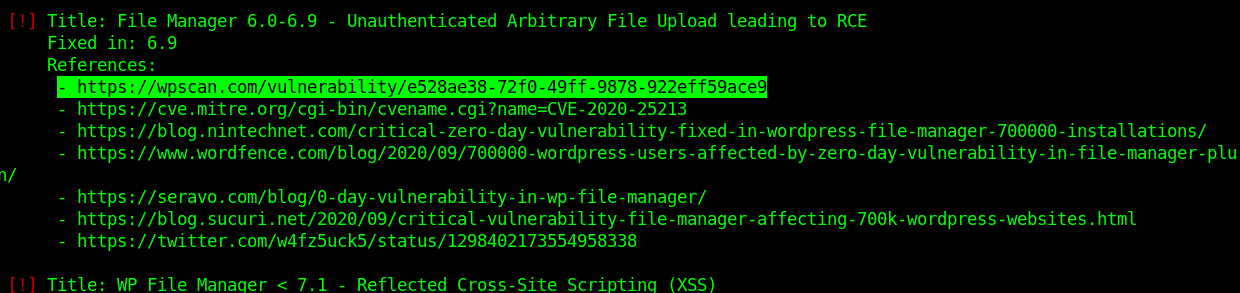 [!] Title: File Manager 6.0-6.9 - Unauthenticated Arbitrary File Upload leading to RCE
Fixed in: 6.9
References:
- https://wpscan.com/vulnerability/e528ae38-72f0-49ff-9878-922eff59ace9
- https://cve.mitre.org/cgi-bin/cvename.cgi?name=CVE-2020-25213
- https://blog.nintechnet.com/critical-zero-day-vulnerability-fixed-in-wordpress-file-manager-700000-installations/
- https://www.wordfence.com/blog/2020/09/700000-wordpress-users-affected-by-zero-day-vulnerability-in-file-manager-plu
n/
- https://seravo.com/blog/0-day-vulnerability-in-wp-file-manager/
- https://blog.sucuri.net/2020/09/critical-vulnerability-file-manager-affecting-700k-wordpress-websites.html
- https://twitter.com/w4fz5uck5/status/1298402173554958338
[!] Title: WP File Manager < 7.1 - Reflected Cross-Site Scripting (XSS)